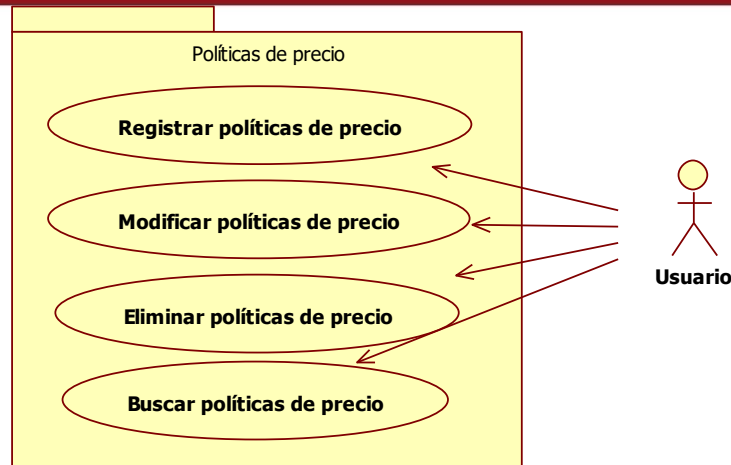 Políticas de precio
Registrar políticas de precio
Modificar políticas de precio
Usuario
Eliminar políticas de precio
Buscar políticas de precio